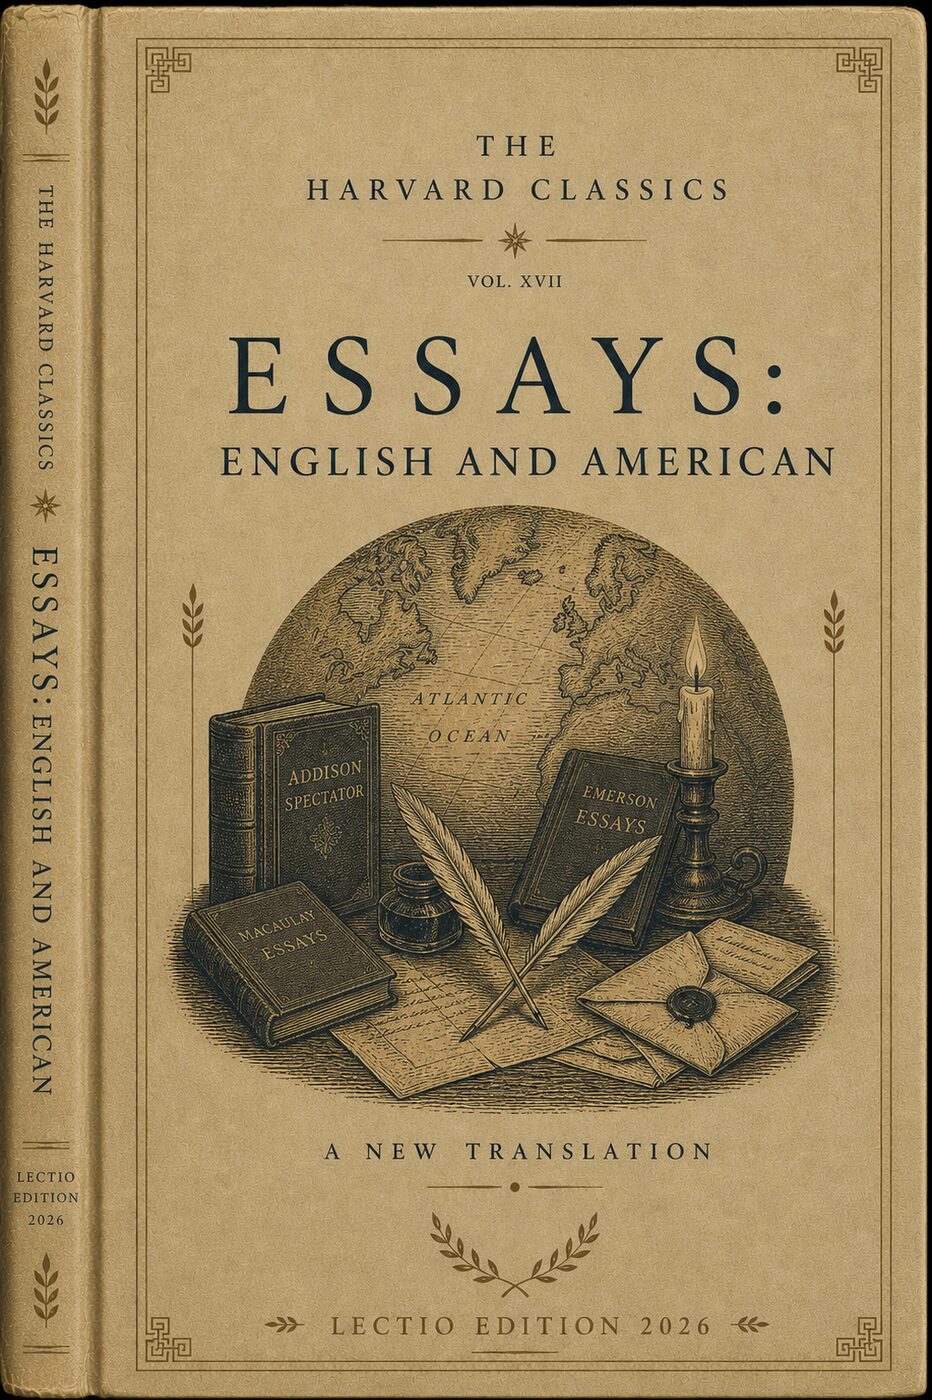 THE HARVARD CLASSICS
ESSAYS: ENGLISH AND AMERICAN
LECTIO
EDITION
2026
THE
HARVARD CLASSICS
VOL. XVII
ESSAYS:
ENGLISH AND AMERICAN
ATLANTIC
OCEAN
ADDISON
SPECTATOR
EMERSON
ESSAYS
MACAULAY
ESSAYS
A NEW TRANSLATION
LECTIO EDITION 2026